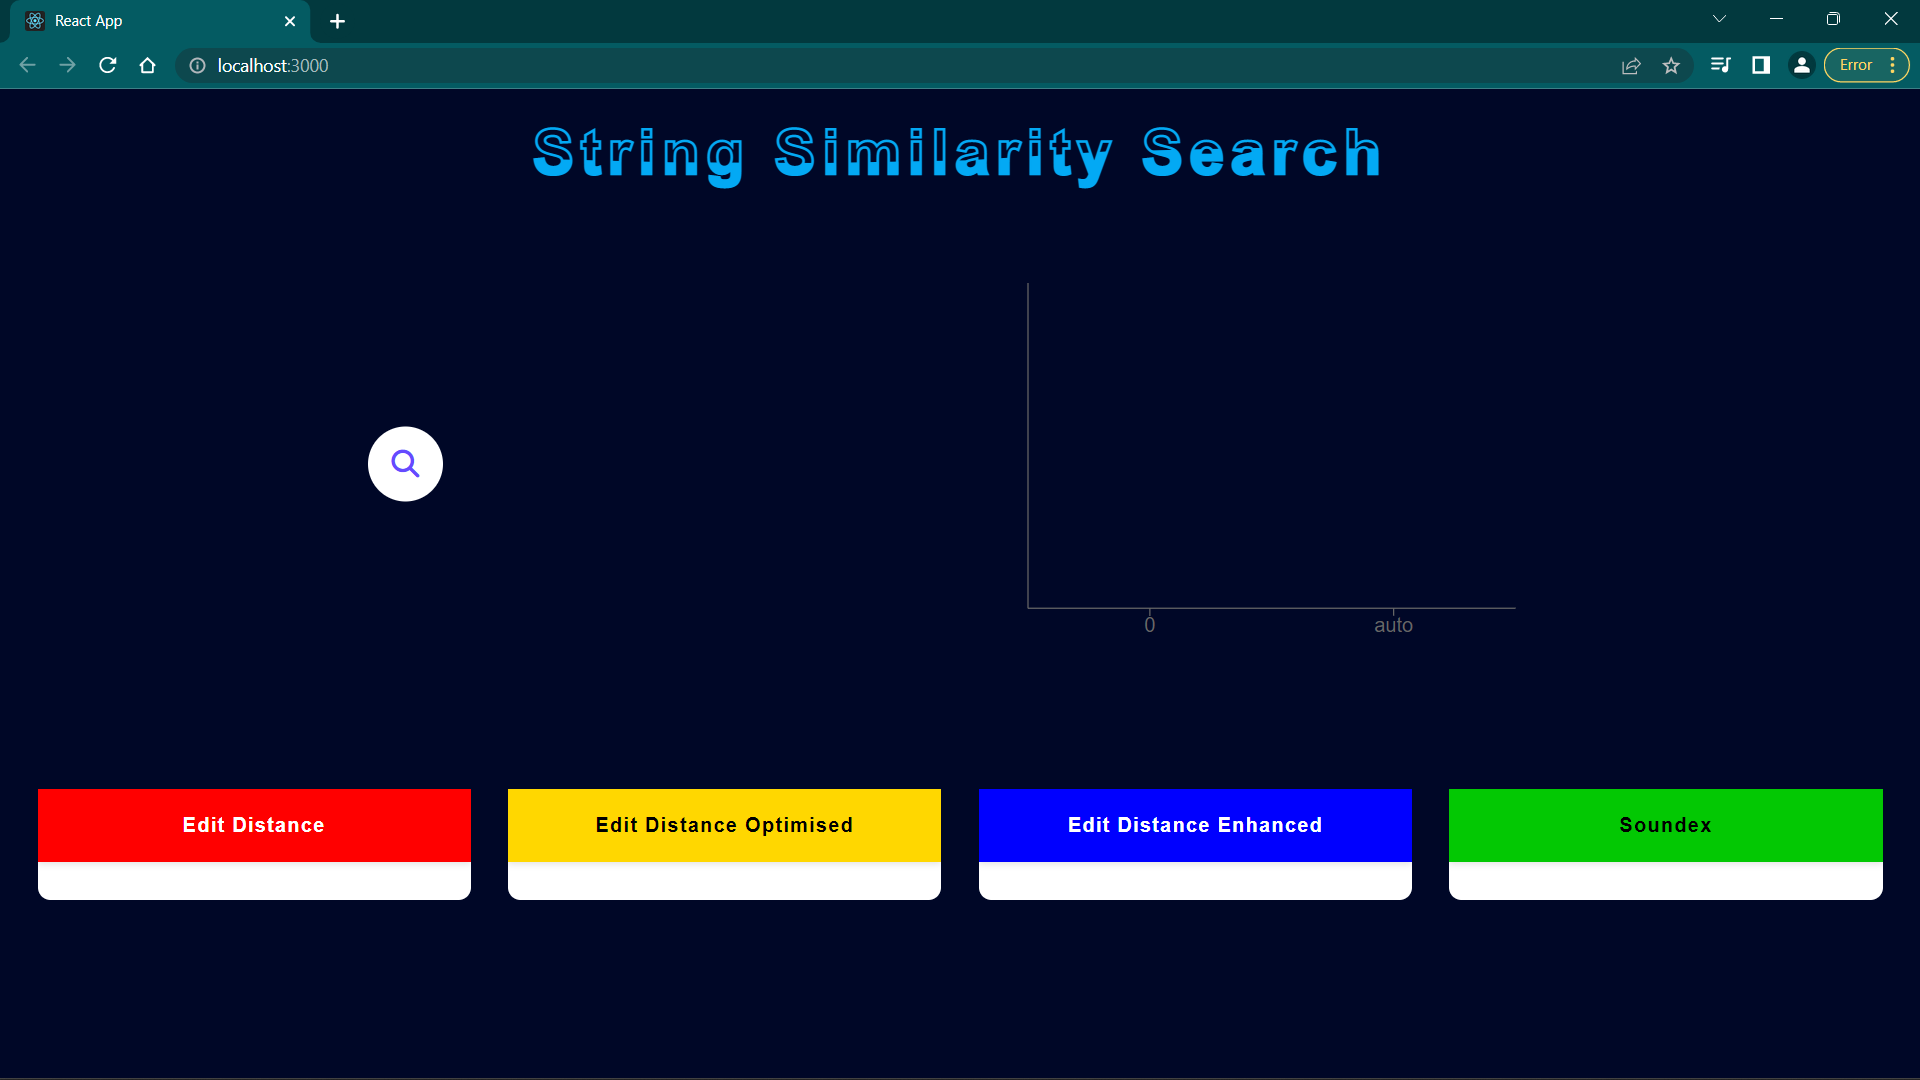 React App
localhost:3000
Error
String Similarity Search
0
auto
Edit Distance
Edit Distance Optimised
Edit Distance Enhanced
Soundex